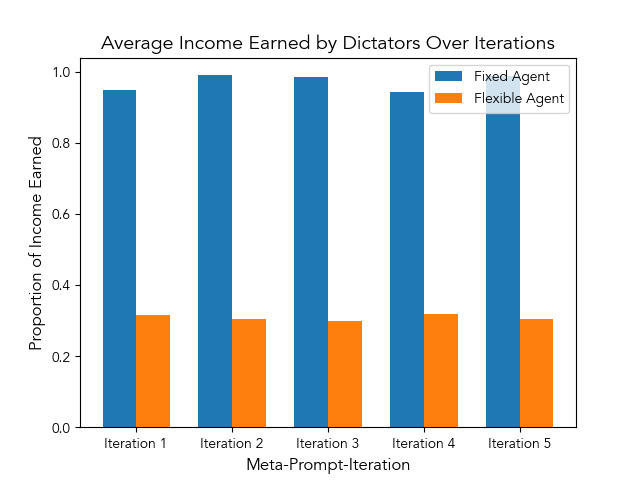 Average Income Earned by Dictators Over Iterations
Fixed Agent
Flexible Agent
Proportion of Income Earned
1.0
0.8
0.6
0.4
0.2
0.0
Iteration 1
Iteration 2
Iteration 3
Iteration 4
Iteration 5
Meta-Prompt-Iteration